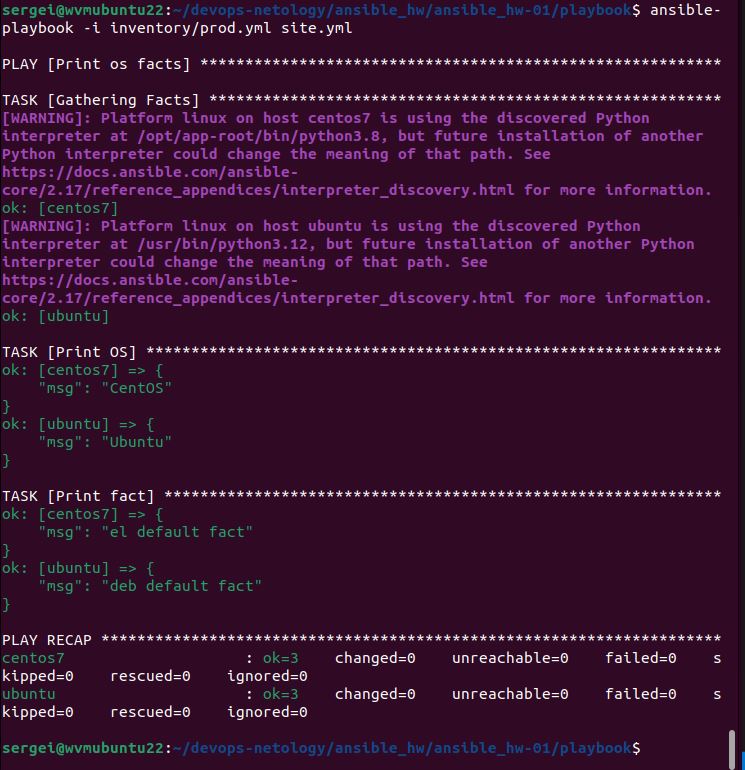 sergei@wvmubuntu22:~/devops-netology/ansible_hw/ansible_hw-01/playbook$ ansible-
playbook -i inventory/prod.yml site.yml
PLAY [Print os facts] **********************************************************
TASK [Gathering Facts] *********************************************************
[WARNING]: Platform linux on host centos7 is using the discovered Python
interpreter at /opt/app-root/bin/python3.8, but future installation of another
Python interpreter could change the meaning of that path. See
https://docs.ansible.com/ansible-
core/2.17/reference_appendices/interpreter_discovery.html for more information.
ok: [centos7]
[WARNING]: Platform linux on host ubuntu is using the discovered Python
interpreter at /usr/bin/python3.12, but future installation of another Python
interpreter could change the meaning of that path. See
https://docs.ansible.com/ansible-
core/2.17/reference_appendices/interpreter_discovery.html for more information.
ok: [ubuntu]
TASK [Print OS] ****************************************************************
ok: [centos7] => {
    "msg": "CentOS"
}
ok: [ubuntu] => {
    "msg": "Ubuntu"
}
TASK [Print fact] **************************************************************
ok: [centos7] => {
    "msg": "el default fact"
}
ok: [ubuntu] => {
    "msg": "deb default fact"
}
PLAY RECAP *********************************************************************
centos7                    : ok=3    changed=0    unreachable=0    failed=0    s
kipped=0    rescued=0    ignored=0
ubuntu                     : ok=3    changed=0    unreachable=0    failed=0    s
kipped=0    rescued=0    ignored=0
sergei@wvmubuntu22:~/devops-netology/ansible_hw/ansible_hw-01/playbook$